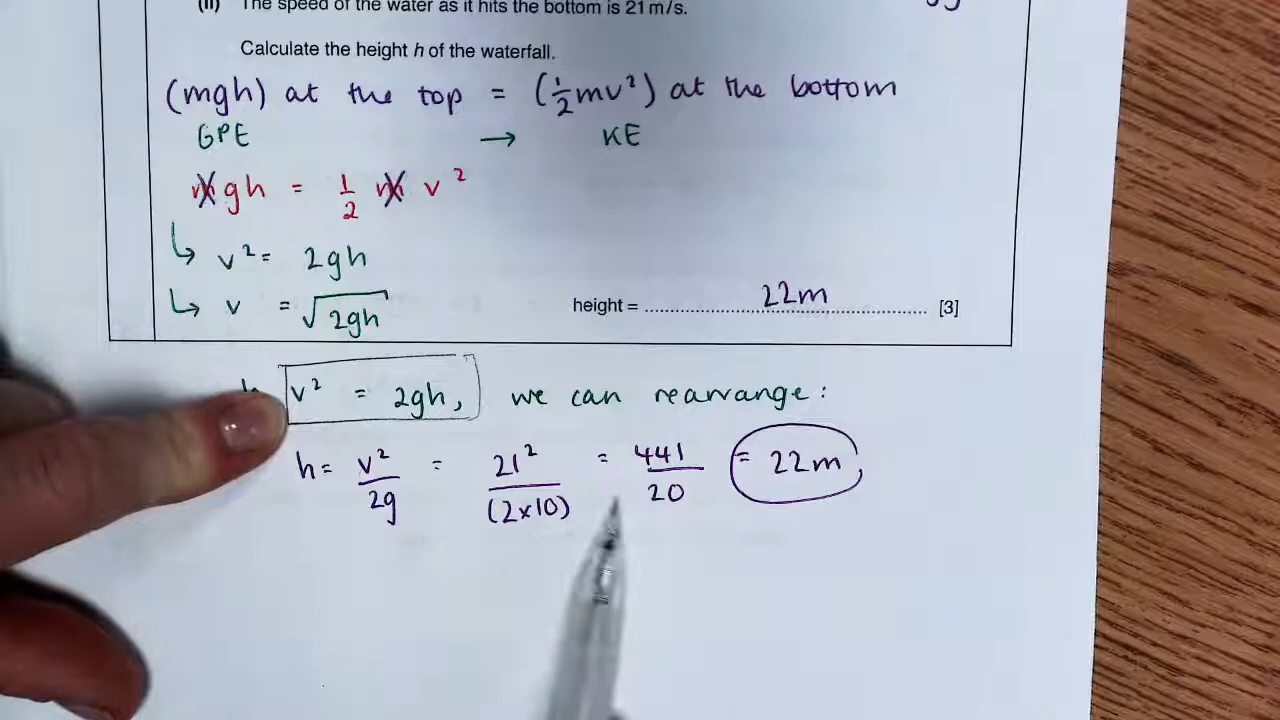 (ii) The speed of the water as it hits the bottom is 21 m/s.
Calculate the height h of the waterfall.
(mgh) at the top = (½mv²) at the bottom
GPE → KE
mgh = 1/2 m v²
↳ v² = 2gh
↳ v = √2gh
height = 22m [3]
v² = 2gh, we can rearrange:
h = v²/2g = 21²/(2×10) = 441/20 = 22m